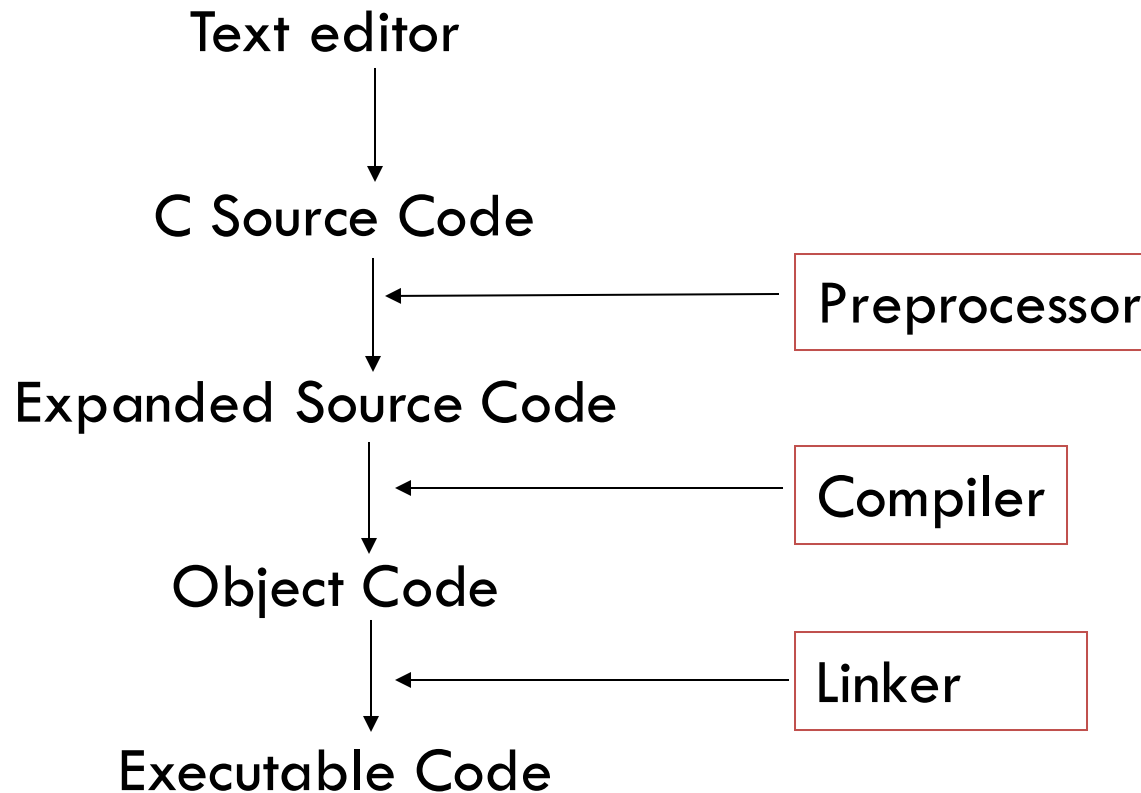 Text editor
C Source Code
Preprocessor
Expanded Source Code
Compiler
Object Code
Linker
Executable Code